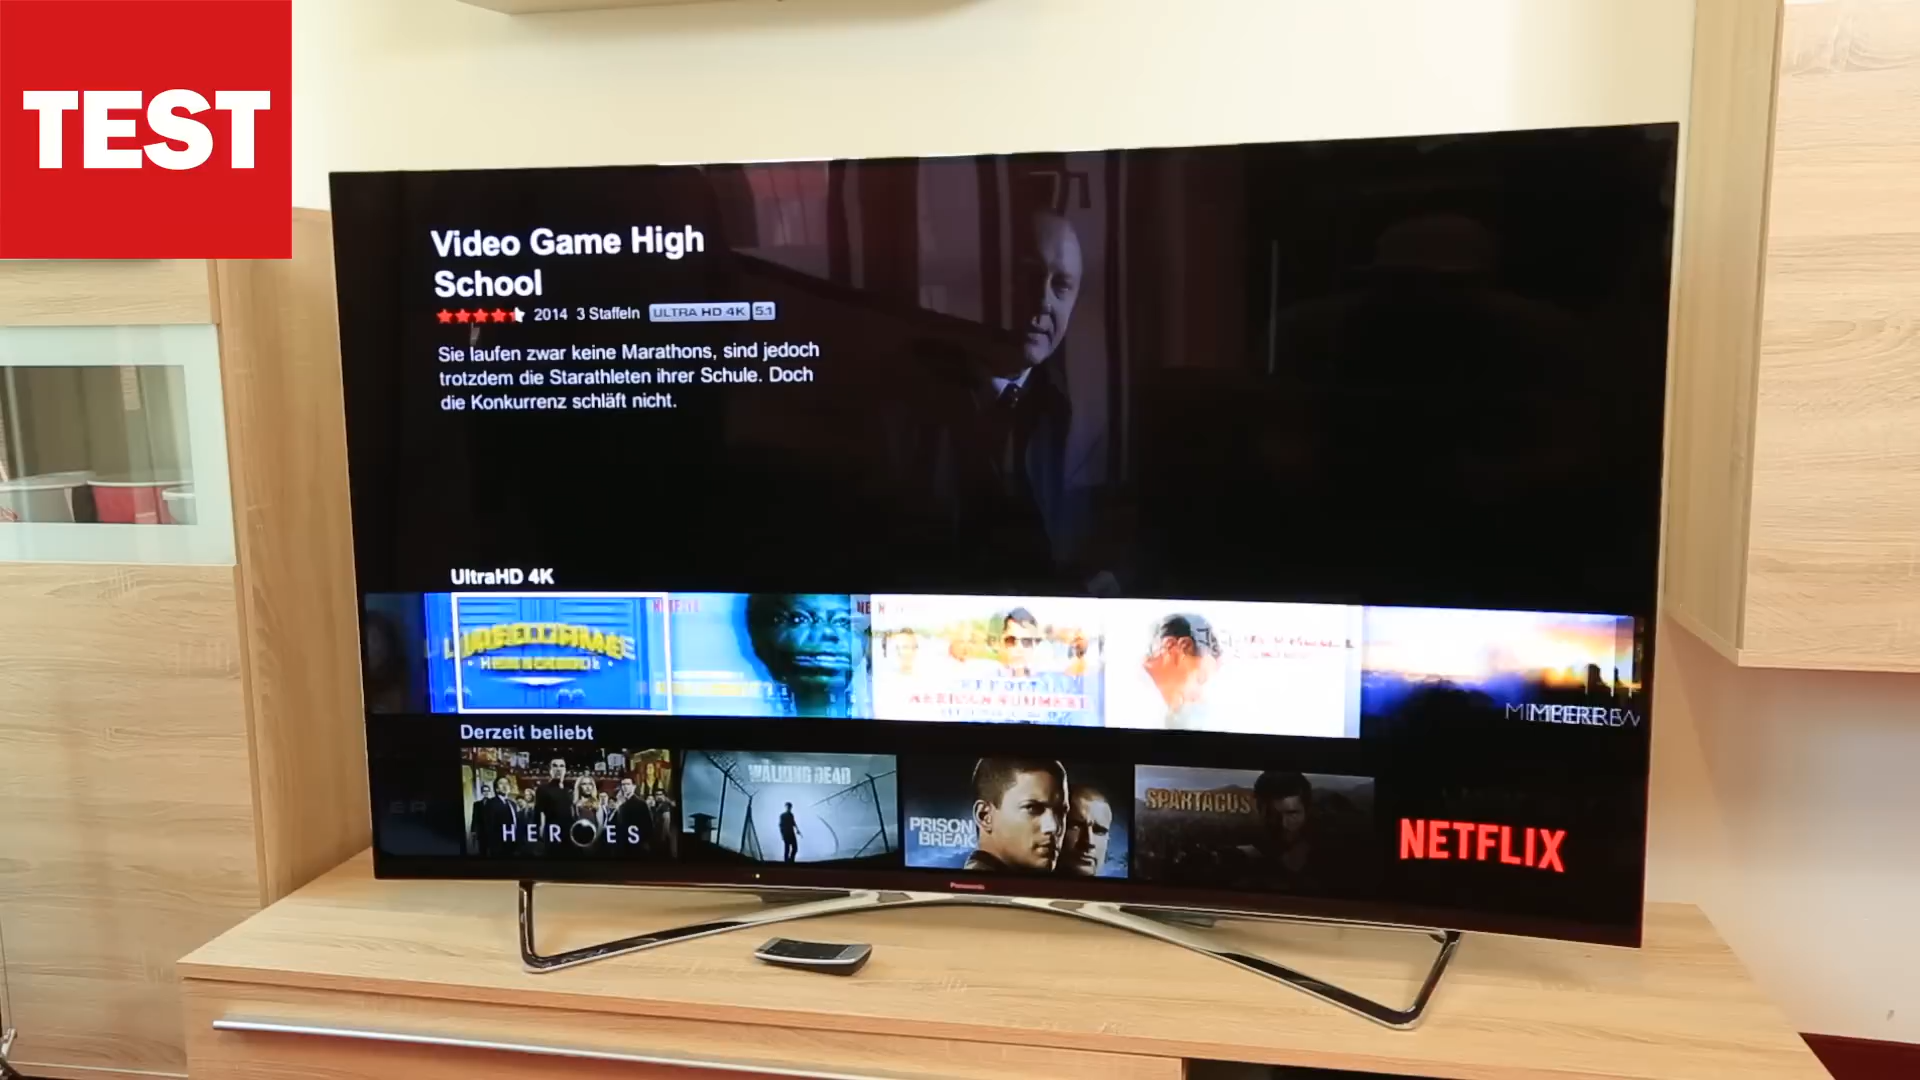 TEST
Video Game High
School
2014 3 Staffeln ULTRA HD 4K 5.1
Sie laufen zwar keine Marathons, sind jedoch
trotzdem die Starathleten ihrer Schule. Doch
die Konkurrenz schläft nicht.
UltraHD 4K
Derzeit beliebt
HEROES
WALKING DEAD
PRISON
BREAK
SPARTACUS
NETFLIX
Panasonic